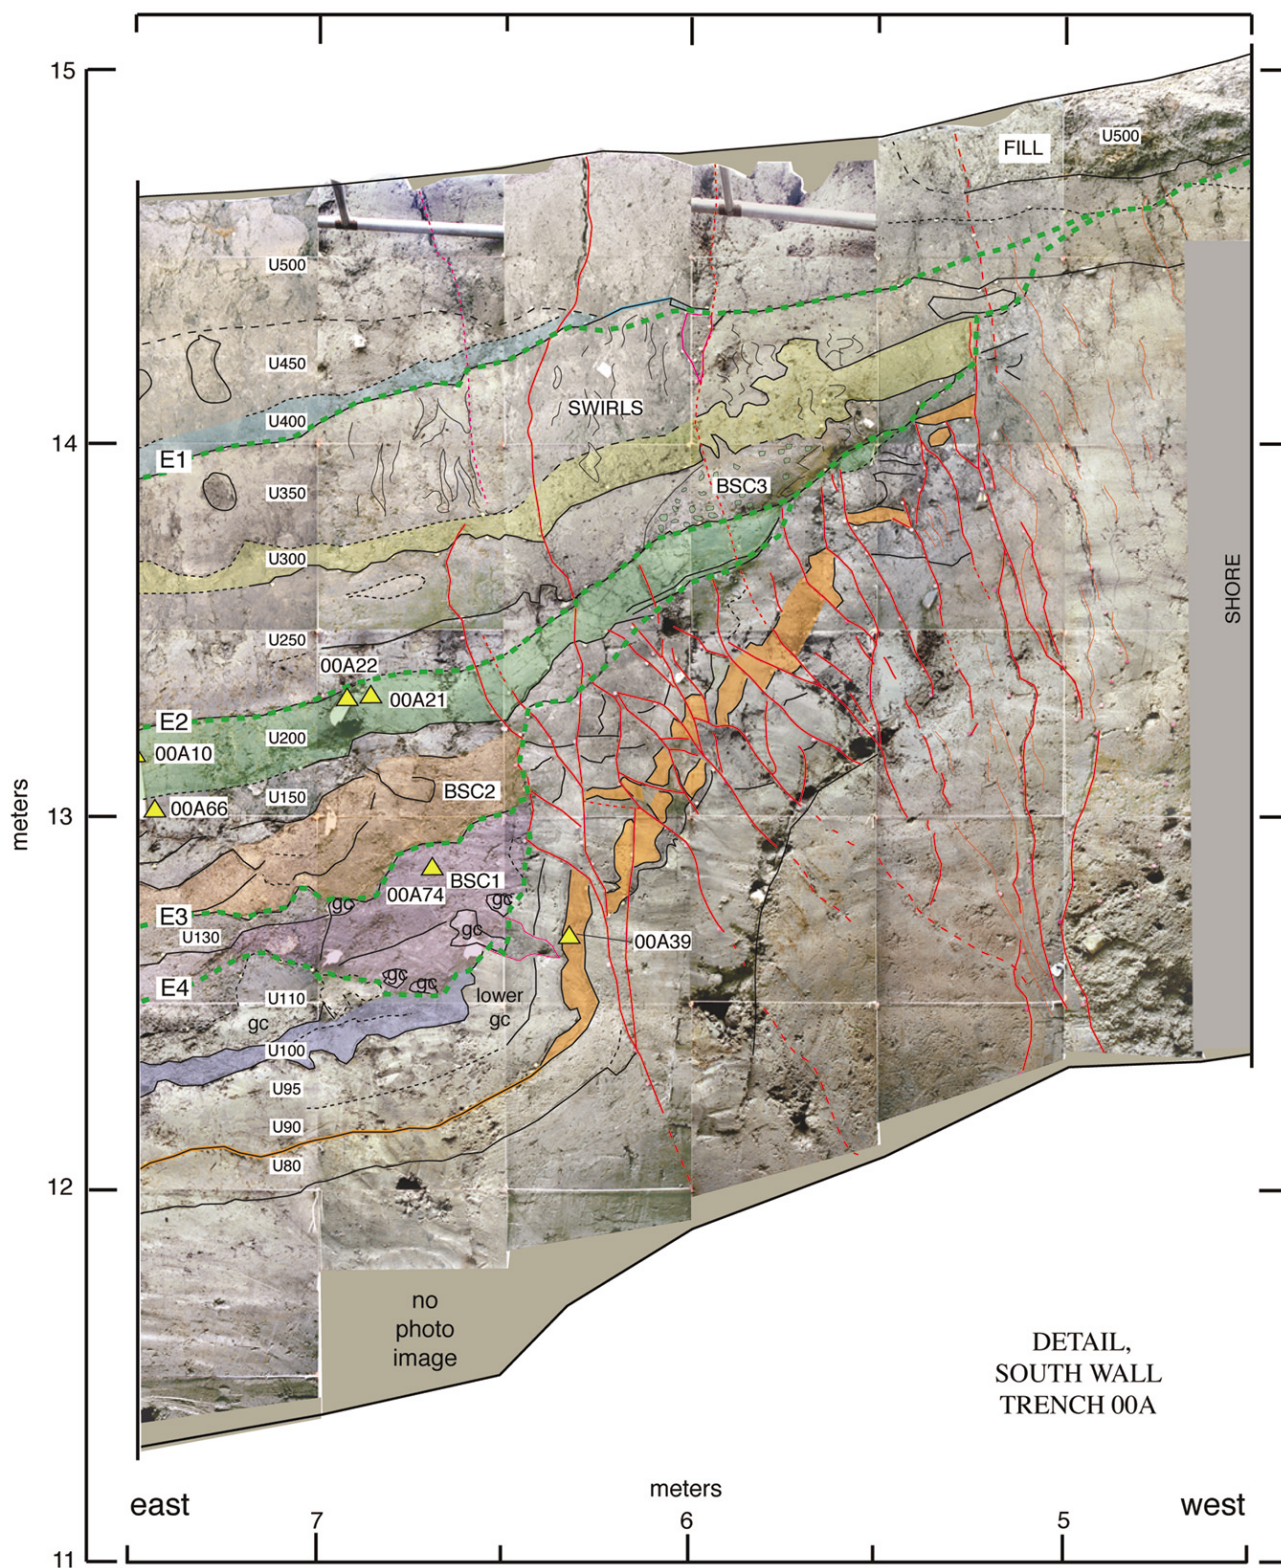 15
U500
FILL
U500
U450
U400
14
SWIRLS
E1
U350
BSC3
U300
SHORE
U250
00A22
00A21
E2
U200
00A10
BSC2
U150
13
00A66
meters
BSC1
00A74
gc
gc
E3
gc
U130
00A39
gc
gc
E4
lower
gc
U110
gc
U100
U95
U90
U80
12
no
photo
image
DETAIL,
SOUTH WALL
TRENCH 00A
meters
east
west
7
6
5
11